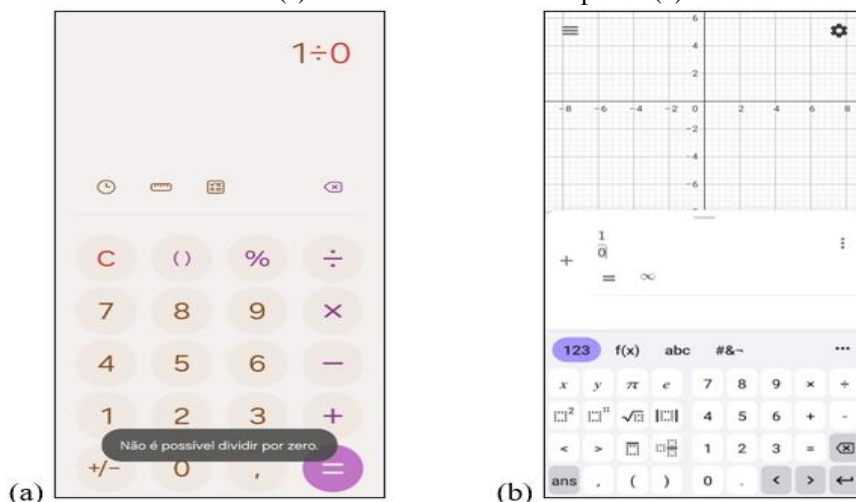 1÷0
C ( ) % ÷
7 8 9 ×
4 5 6 −
1 2 3 +
Não é possível dividir por zero.
+/− 0 , =
(a)
6
4
2
-8 -6 -4 -2 0 2 4 6 8
-2
-4
-6
1
0
= ∞
123 f(x) abc #&¬
x y π e 7 8 9 × ÷
4 5 6 + -
< > 1 2 3 =
ans , ( ) 0 . < >
(b)